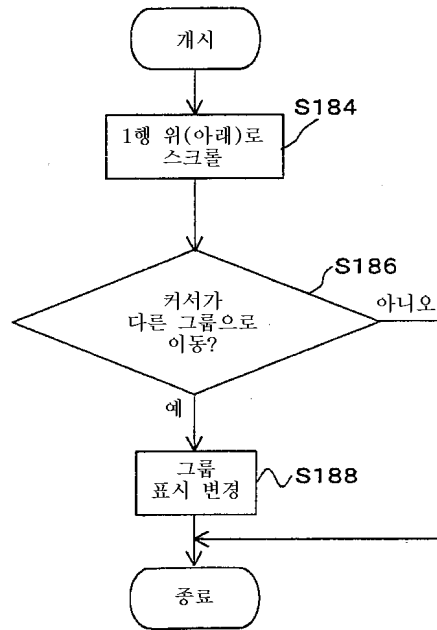 개시
S184
1행 위(아래)로
스크롤
S186
커서가
다른 그룹으로
이동?
아니오
예
그룹
표시 변경
S188
종료